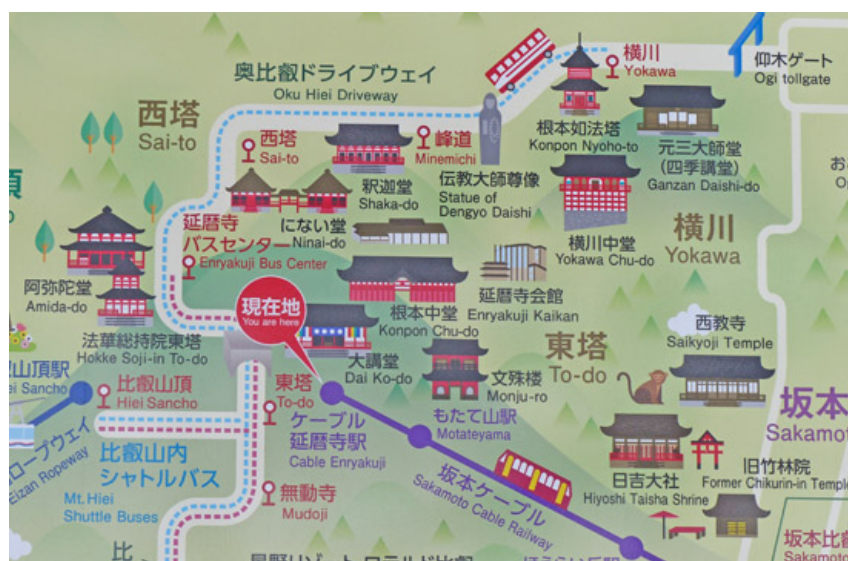 奥比叡ドライブウェイ
Oku Hiei Driveway
横川
Yokawa
仰木ゲート
Ogi tollgate
西塔
Sai-to
西塔
Sai-to
峰道
Minemichi
釈迦堂
Shaka-do
伝教大師尊像
Statue of
Dengyo Daishi
根本如法塔
Konpon Nyoho-to
元三大師堂
（四季講堂）
Ganzan Daishi-do
延暦寺
バスセンター
Enryakuji Bus Center
にない堂
Ninai-do
横川中堂
Yokawa Chu-do
横川
Yokawa
阿弥陀堂
Amida-do
現在地
You are here
根本中堂
Konpon Chu-do
延暦寺会館
Enryakuji Kaikan
法華総持院東塔
Hokke Soji-in To-do
大講堂
Dai Ko-do
文殊楼
Monju-ro
東塔
To-do
西教寺
Saikyoji Temple
山頂駅
ei Sancho
比叡山頂
Hiei Sancho
東塔
To-do
ケーブル
延暦寺駅
Cable Enryakuji
もたて山駅
Motateyama
坂本
Sakamoto
ロープウェイ
Eizan Ropeway
比叡山内
シャトルバス
Mt. Hiei
Shuttle Buses
無動寺
Mudoji
坂本ケーブル
Sakamoto Cable Railway
日吉大社
Hiyoshi Taisha Shrine
旧竹林院
Former Chikurin-in Temple
坂本比叡
Sakamoto
比